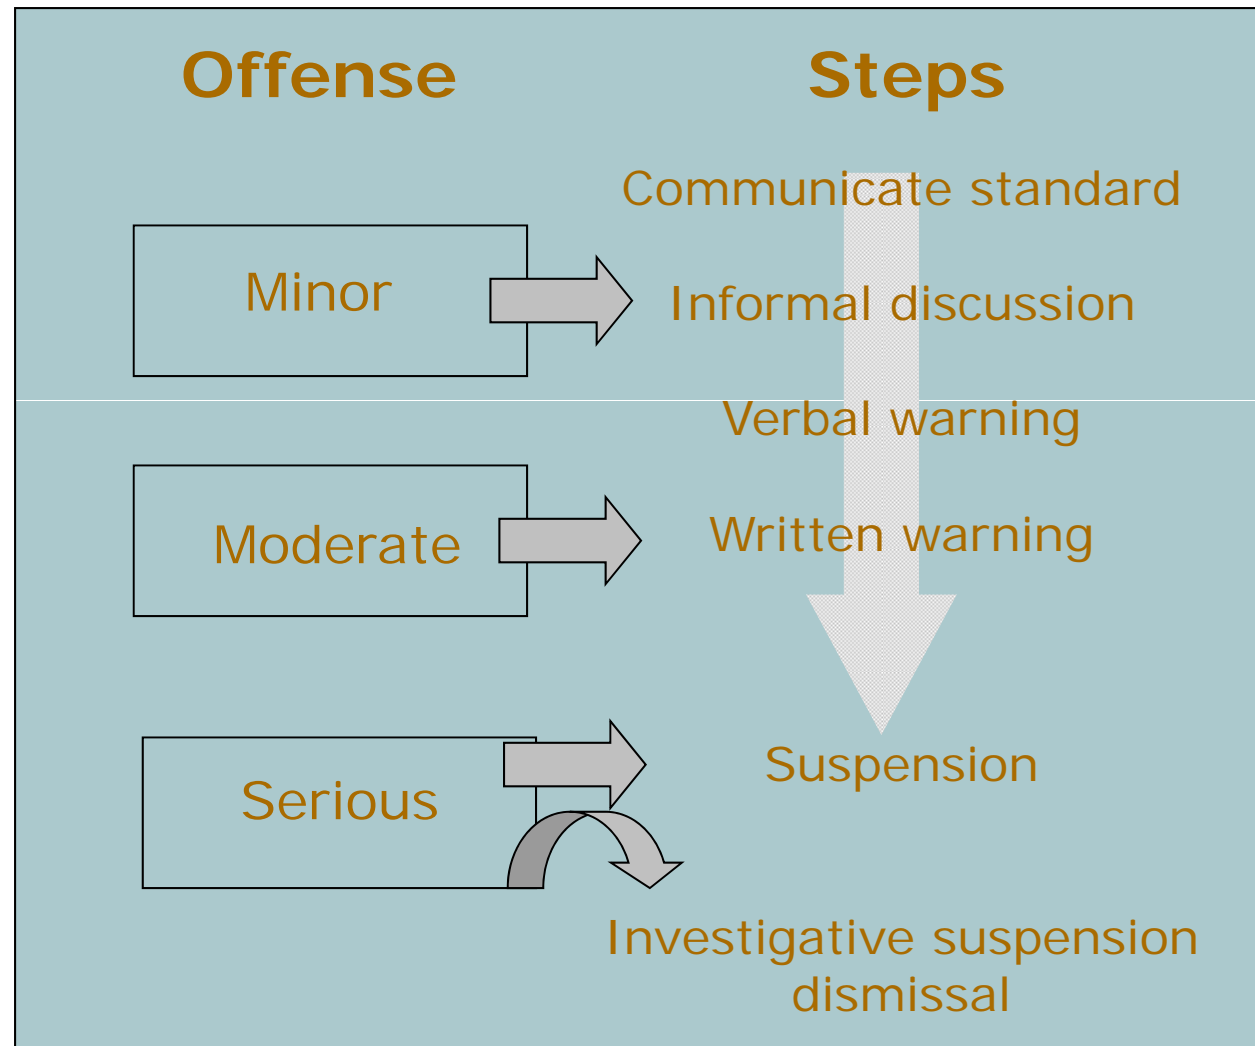 Offense
Steps
Communicate standard
Minor
Informal discussion
Verbal warning
Moderate
Written warning
Serious
Suspension
Investigative suspension
dismissal